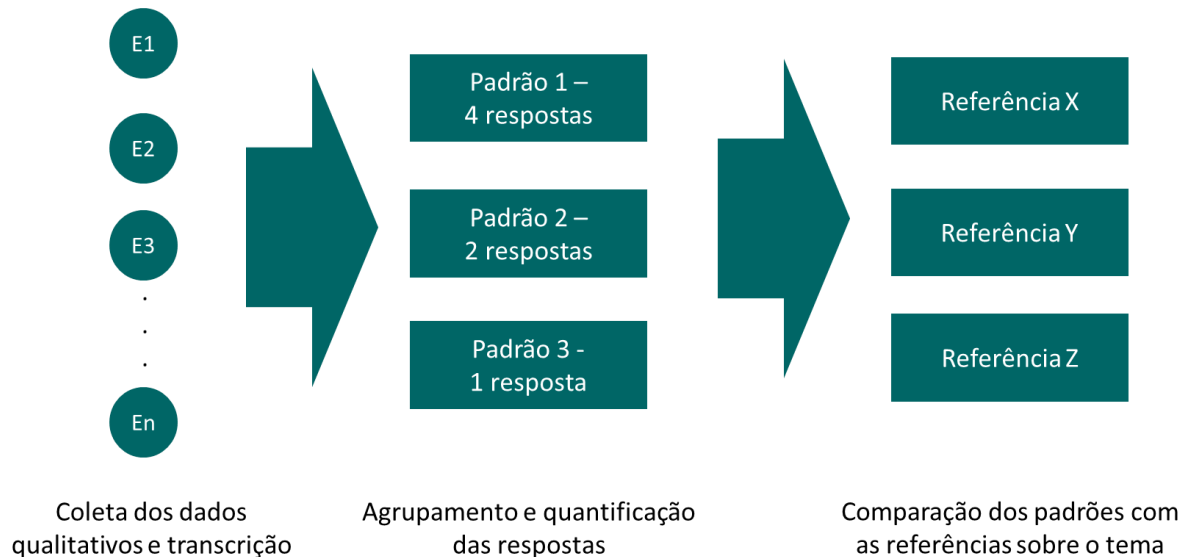 E1
E2
E3
.
.
.
En
Coleta dos dados
qualitativos e transcrição
Padrão 1 –
4 respostas
Padrão 2 –
2 respostas
Padrão 3 -
1 resposta
Agrupamento e quantificação
das respostas
Referência X
Referência Y
Referência Z
Comparação dos padrões com
as referências sobre o tema